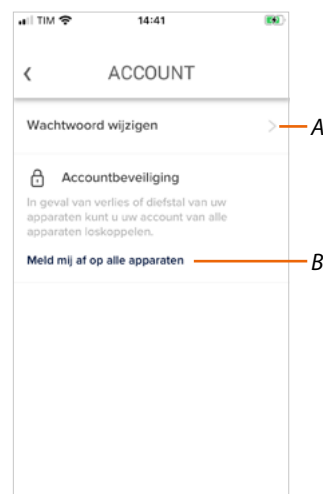 TIM 14:41
ACCOUNT
Wachtwoord wijzigen
A
Accountbeveiliging
In geval van verlies of diefstal van uw
apparaten kunt u uw account van alle
apparaten loskoppelen.
Meld mij af op alle apparaten
B